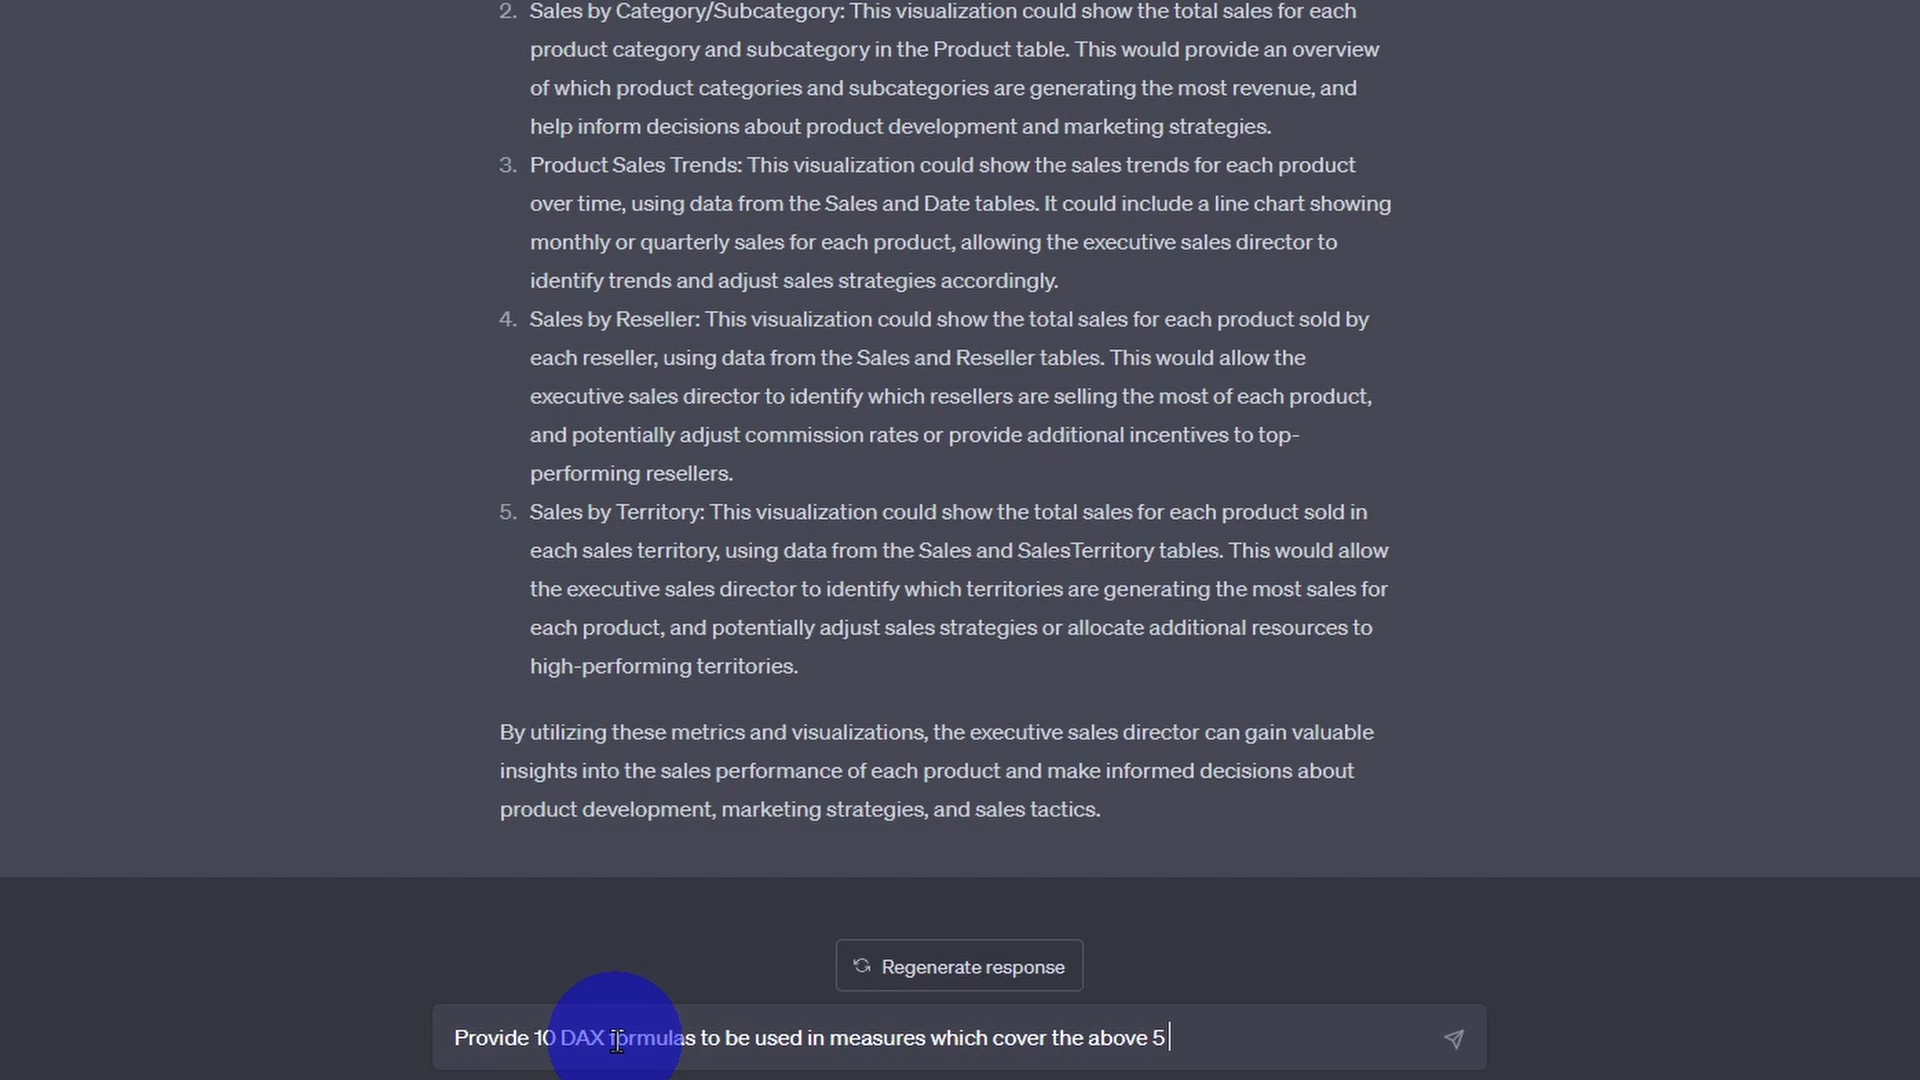 2. Sales by Category/Subcategory: This visualization could show the total sales for each
product category and subcategory in the Product table. This would provide an overview
of which product categories and subcategories are generating the most revenue, and
help inform decisions about product development and marketing strategies.
3. Product Sales Trends: This visualization could show the sales trends for each product
over time, using data from the Sales and Date tables. It could include a line chart showing
monthly or quarterly sales for each product, allowing the executive sales director to
identify trends and adjust sales strategies accordingly.
4. Sales by Reseller: This visualization could show the total sales for each product sold by
each reseller, using data from the Sales and Reseller tables. This would allow the
executive sales director to identify which resellers are selling the most of each product,
and potentially adjust commission rates or provide additional incentives to top-
performing resellers.
5. Sales by Territory: This visualization could show the total sales for each product sold in
each sales territory, using data from the Sales and SalesTerritory tables. This would allow
the executive sales director to identify which territories are generating the most sales for
each product, and potentially adjust sales strategies or allocate additional resources to
high-performing territories.
By utilizing these metrics and visualizations, the executive sales director can gain valuable
insights into the sales performance of each product and make informed decisions about
product development, marketing strategies, and sales tactics.
Regenerate response
Provide 10 DAX formulas to be used in measures which cover the above 5